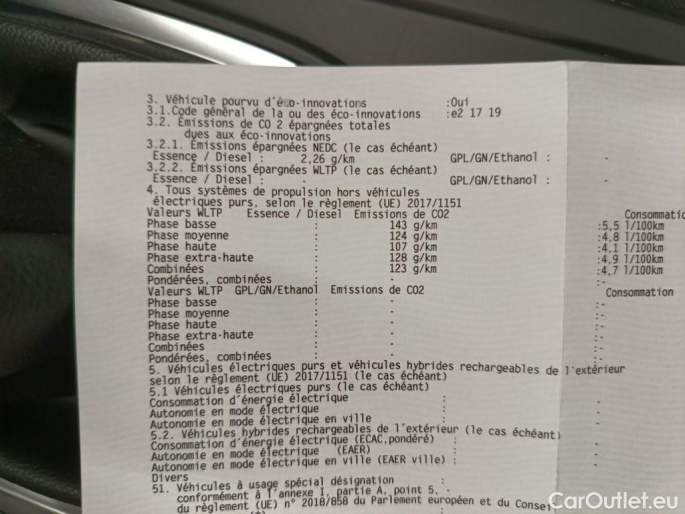 3. Véhicule pourvu d'éco-innovations :Oui
3.1.Code général de la ou des éco-innovations :e2 17 19
3.2. Emissions de CO 2 épargnées totales
dues aux éco-innovations
3.2.1. Emissions épargnées NEDC (le cas échéant)
Essence / Diesel : 2,26 g/km GPL/GN/Ethanol : -
3.2.2. Emissions épargnées WLTP (le cas échéant)
Essence / Diesel : - GPL/GN/Ethanol : -
4. Tous systèmes de propulsion hors véhicules
électriques purs, selon le règlement (UE) 2017/1151
Valeurs WLTP Essence / Diesel Emissions de CO2 Consommatio
Phase basse : 143 g/km :5,5 l/100km
Phase moyenne : 124 g/km :4,8 l/100km
Phase haute : 107 g/km :4,1 l/100km
Phase extra-haute : 128 g/km :4,9 l/100km
Combinées : 123 g/km :4,7 l/100km
Pondérées, combinées : - :-
Valeurs WLTP GPL/GN/Ethanol Emissions de CO2 Consommation
Phase basse : - :-
Phase moyenne : - :-
Phase haute : - :-
Phase extra-haute : - :-
Combinées : - :-
Pondérées, combinées : - :-
5. Véhicules électriques purs et véhicules hybrides rechargeables de l'extérieur
selon le règlement (UE) 2017/1151 (le cas échéant)
5.1 Véhicules électriques purs (le cas échéant)
Consommation d'énergie électrique : -
Autonomie en mode électrique : -
Autonomie en mode électrique en ville : -
5.2. Véhicules hybrides rechargeables de l'extérieur (le cas échéant)
Consommation d'énergie électrique (ECAC,pondéré) : -
Autonomie en mode électrique (EAER) : -
Autonomie en mode électrique en ville (EAER ville) : -
Divers
51. Véhicules à usage spécial désignation : -
conformément à l'annexe I, partie A, point 5,
du règlement (UE) n° 2018/858 du Parlement européen et du Conseil
CarOutlet.eu